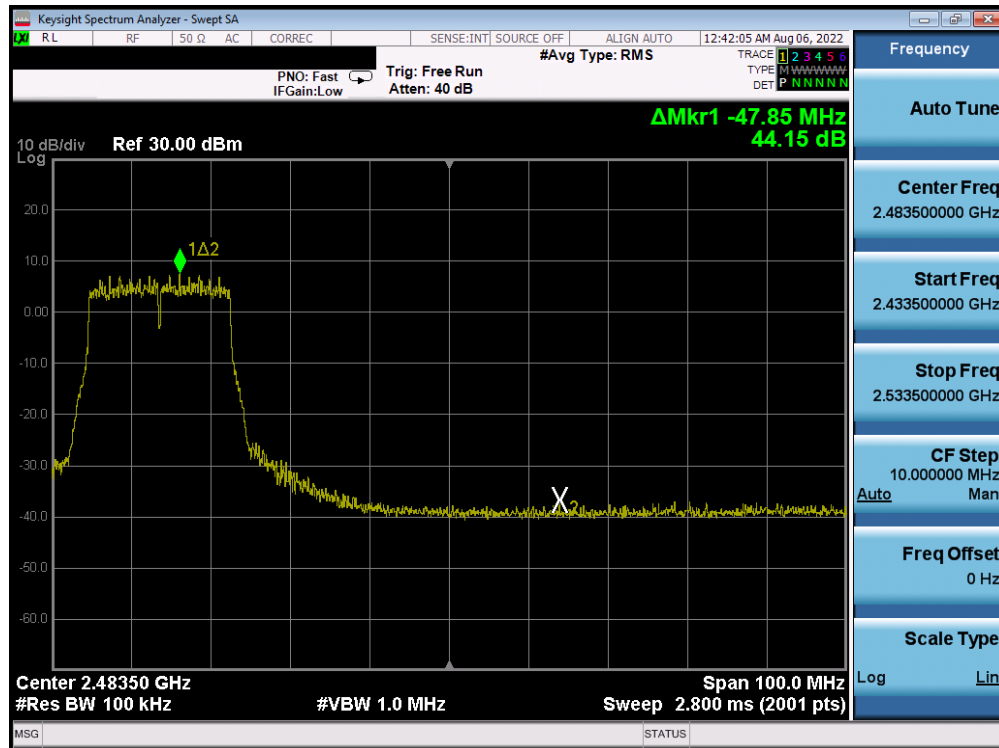 Keysight Spectrum Analyzer - Swept SA
LXI RL RF 50 Ω AC CORREC SENSE:INT SOURCE OFF ALIGN AUTO 12:42:05 AM Aug 06, 2022
#Avg Type: RMS TRACE 1 2 3 4 5 6
PNO: Fast Trig: Free Run TYPE M WWWWW
IFGain:Low Atten: 40 dB DET P N N N N N
ΔMkr1 -47.85 MHz
44.15 dB
10 dB/div Ref 30.00 dBm
Log
20.0
1Δ2
10.0
0.00
-10.0
-20.0
-30.0
X2
-40.0
-50.0
-60.0
Center 2.48350 GHz Span 100.0 MHz
#Res BW 100 kHz #VBW 1.0 MHz Sweep 2.800 ms (2001 pts)
MSG STATUS
Frequency
Auto Tune
Center Freq
2.483500000 GHz
Start Freq
2.433500000 GHz
Stop Freq
2.533500000 GHz
CF Step
10.000000 MHz
Auto Man
Freq Offset
0 Hz
Scale Type
Log Lin